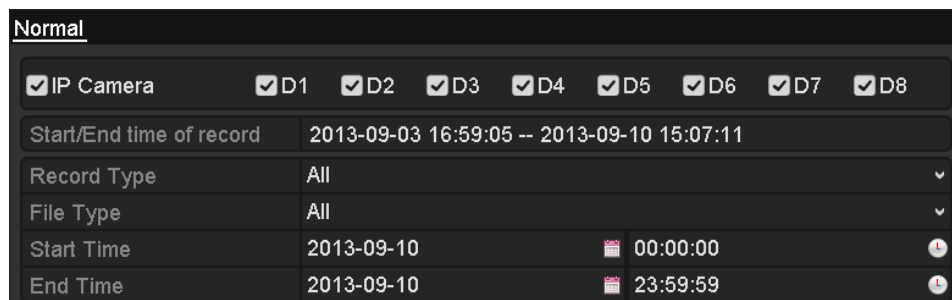 Normal
IP Camera D1 D2 D3 D4 D5 D6 D7 D8
Start/End time of record 2013-09-03 16:59:05 -- 2013-09-10 15:07:11
Record Type All
File Type All
Start Time 2013-09-10 00:00:00
End Time 2013-09-10 23:59:59